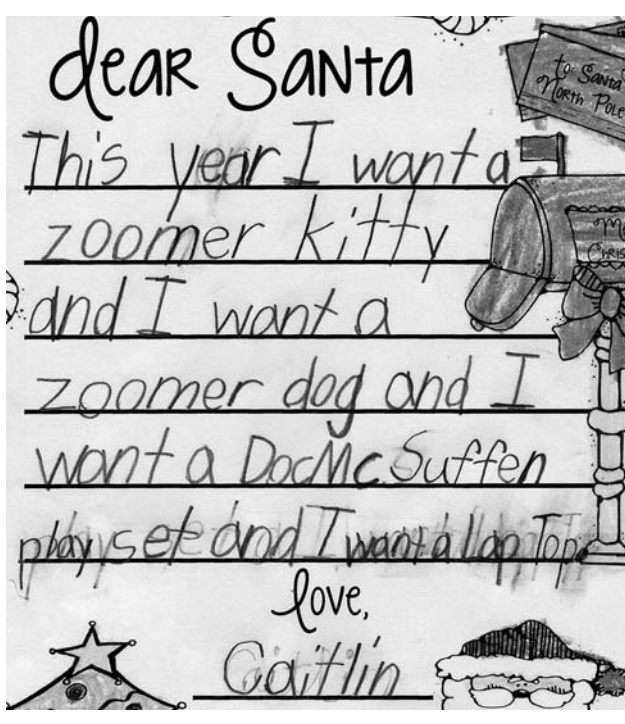 dear Santa
to: Santa
North Pole
This year I want a
zoomer kitty
and I want a
zoomer dog and I
want a DocMcSuffen
playset and I want a lap Top.
love,
Caitlin